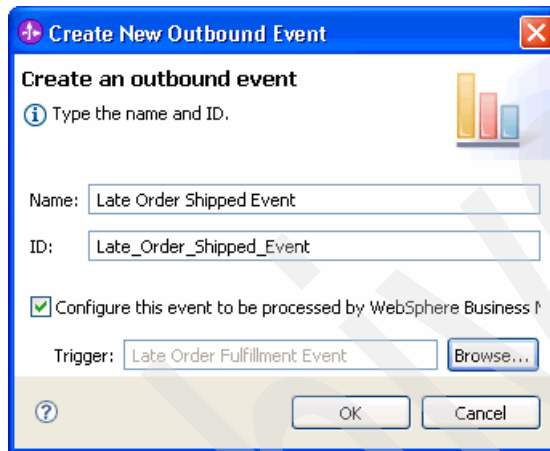 Create New Outbound Event
Create an outbound event
Type the name and ID.
Name: Late Order Shipped Event
ID: Late_Order_Shipped_Event
Configure this event to be processed by WebSphere Business
Trigger: Late Order Fulfillment Event Browse...
OK Cancel